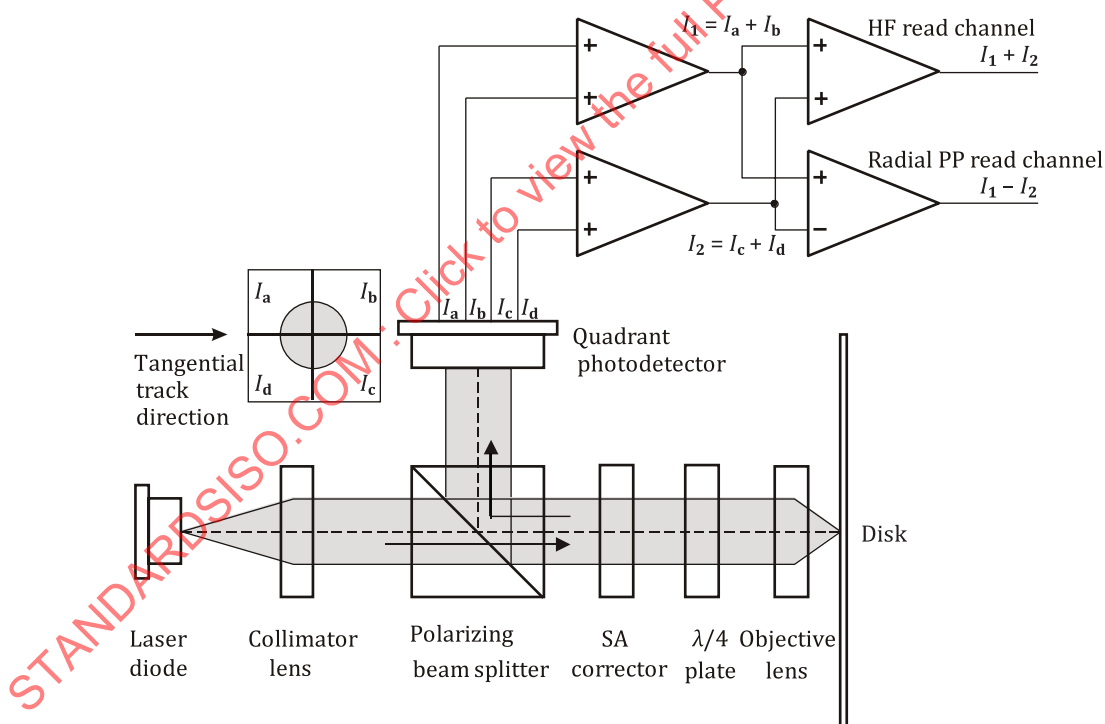 I1 = Ia + Ib
HF read channel
I1 + I2
+
+
+
+
Radial PP read channel
I1 − I2
+
+
+
−
I2 = Ic + Id
Ia Ib
Id Ic
Ia Ib Ic Id
Tangential
track
direction
Quadrant
photodetector
Disk
Laser
diode
Collimator
lens
Polarizing
beam splitter
SA
corrector
λ/4
plate
Objective
lens
STANDARDSISO.COM : Click to view the full P